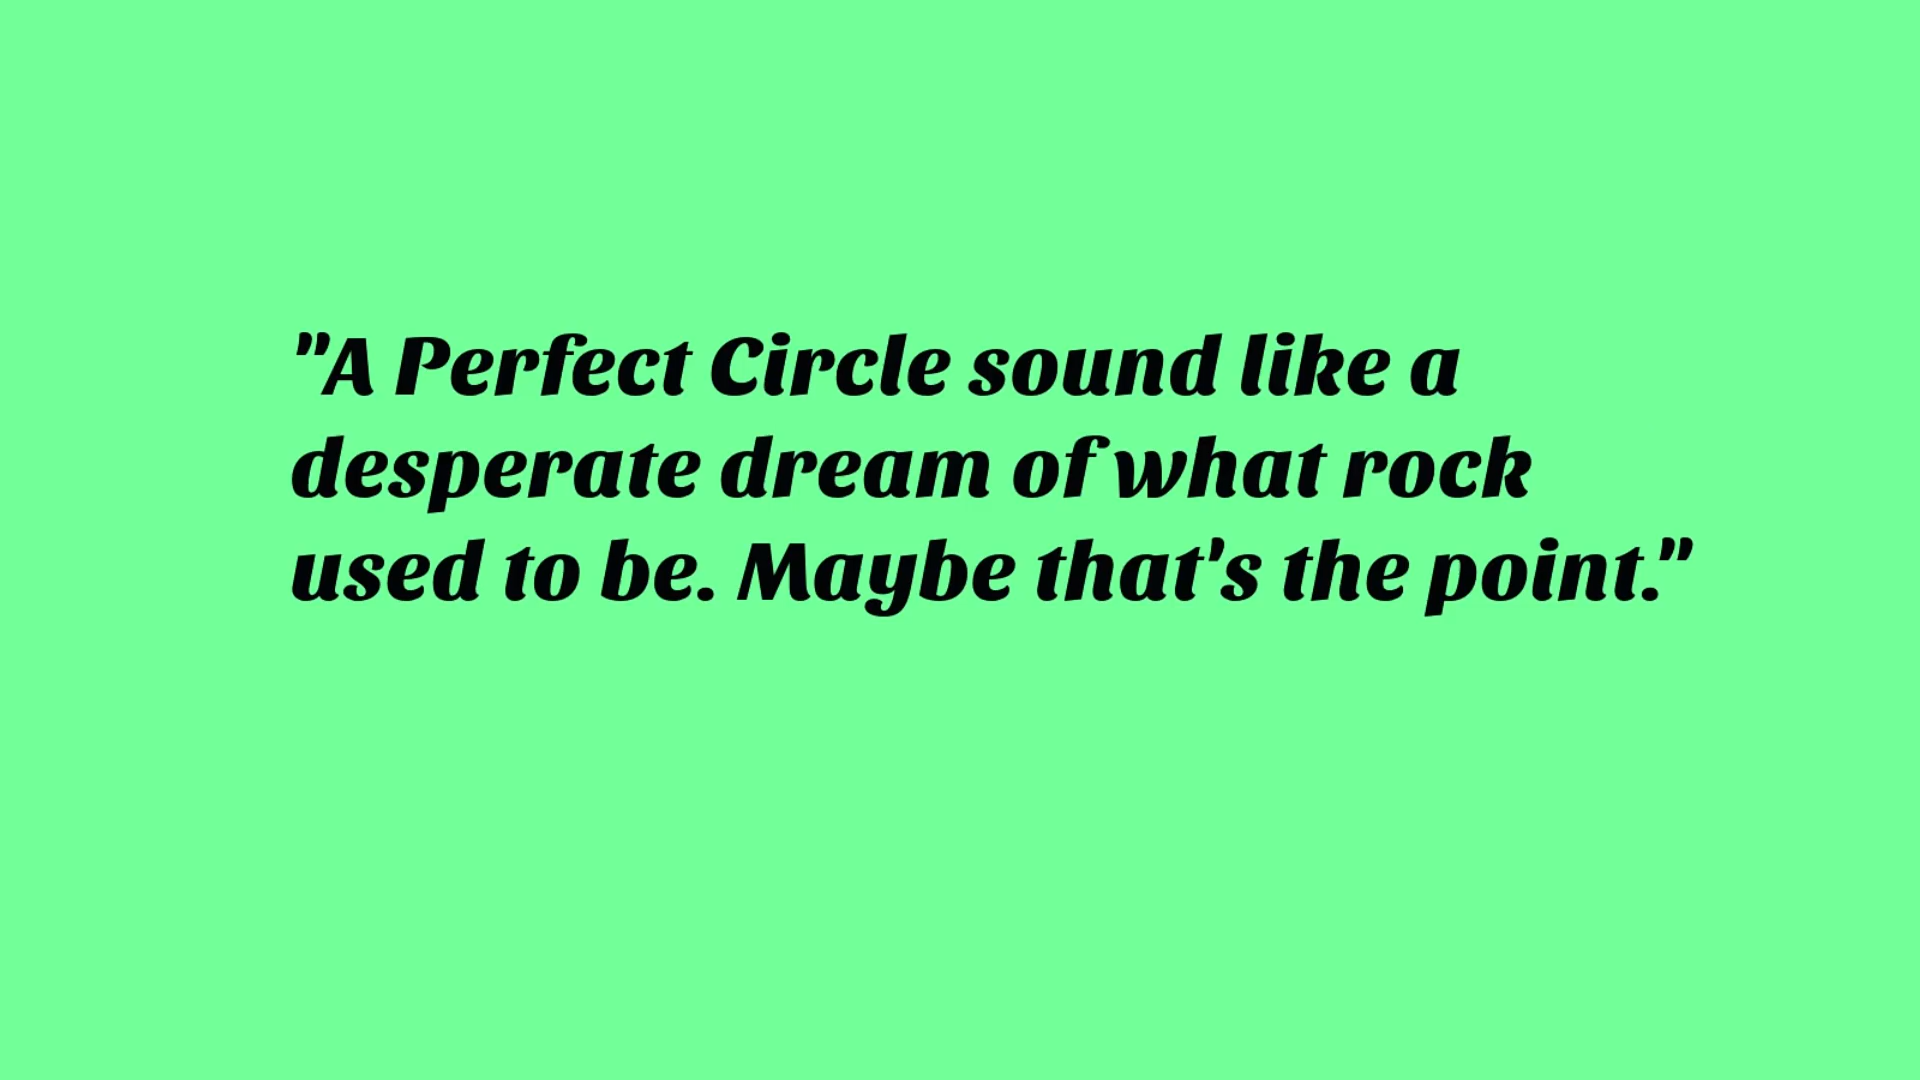 "A Perfect Circle sound like a
desperate dream of what rock
used to be. Maybe that's the point."